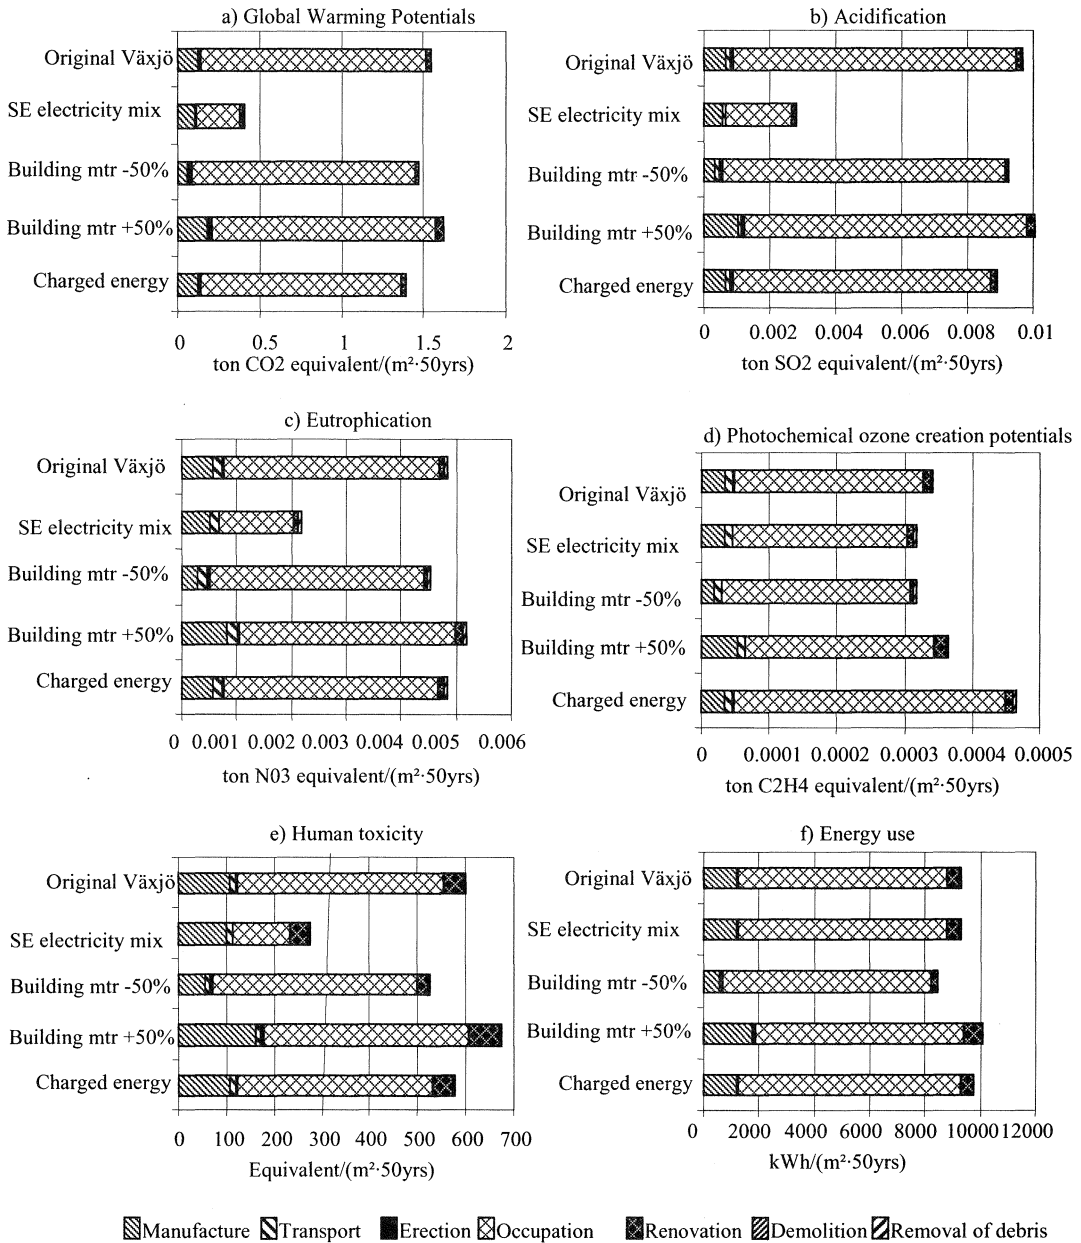 a) Global Warming Potentials
Original Växjö
SE electricity mix
Building mtr -50%
Building mtr +50%
Charged energy
0 0.5 1 1.5 2
ton CO2 equivalent/(m²·50yrs)
b) Acidification
Original Växjö
SE electricity mix
Building mtr -50%
Building mtr +50%
Charged energy
0 0.002 0.004 0.006 0.008 0.01
ton SO2 equivalent/(m²·50yrs)
c) Eutrophication
Original Växjö
SE electricity mix
Building mtr -50%
Building mtr +50%
Charged energy
0 0.001 0.002 0.003 0.004 0.005 0.006
ton N03 equivalent/(m²·50yrs)
d) Photochemical ozone creation potentials
Original Växjö
SE electricity mix
Building mtr -50%
Building mtr +50%
Charged energy
0 0.0001 0.0002 0.0003 0.0004 0.0005
ton C2H4 equivalent/(m²·50yrs)
e) Human toxicity
Original Växjö
SE electricity mix
Building mtr -50%
Building mtr +50%
Charged energy
0 100 200 300 400 500 600 700
Equivalent/(m²·50yrs)
f) Energy use
Original Växjö
SE electricity mix
Building mtr -50%
Building mtr +50%
Charged energy
0 2000 4000 6000 8000 10000 12000
kWh/(m²·50yrs)
Manufacture Transport Erection Occupation Renovation Demolition Removal of debris